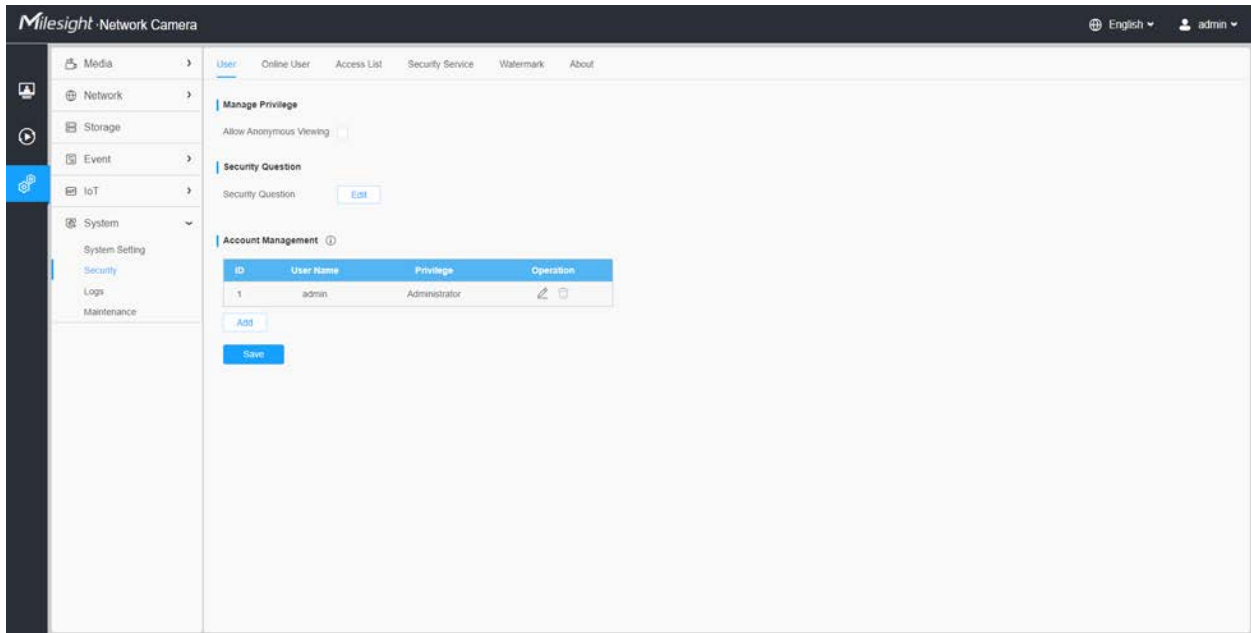 Milesight · Network Camera
English
admin
Media
Network
Storage
Event
IoT
System
System Setting
Security
Logs
Maintenance
User Online User Access List Security Service Watermark About
Manage Privilege
Allow Anonymous Viewing
Security Question
Security Question Edit
Account Management
ID User Name Privilege Operation
1 admin Administrator
Add
Save